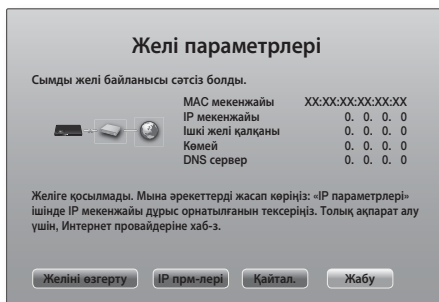 Желі параметрлері
Сымды желі байланысы сәтсіз болды.
MAC мекенжайы XX:XX:XX:XX:XX:XX
IP мекенжайы 0. 0. 0. 0
Ішкі желі қалқаны 0. 0. 0. 0
Көмей 0. 0. 0. 0
DNS сервер 0. 0. 0. 0
Желіге қосылмады. Мына әрекеттерді жасап көріңіз: «IP параметрлері»
ішінде IP мекенжайы дұрыс орнатылғанын тексеріңіз. Толық ақпарат алу
үшін, Интернет провайдеріне хаб-з.
Желіні өзгерту IP прм-лері Қайтал. Жабу